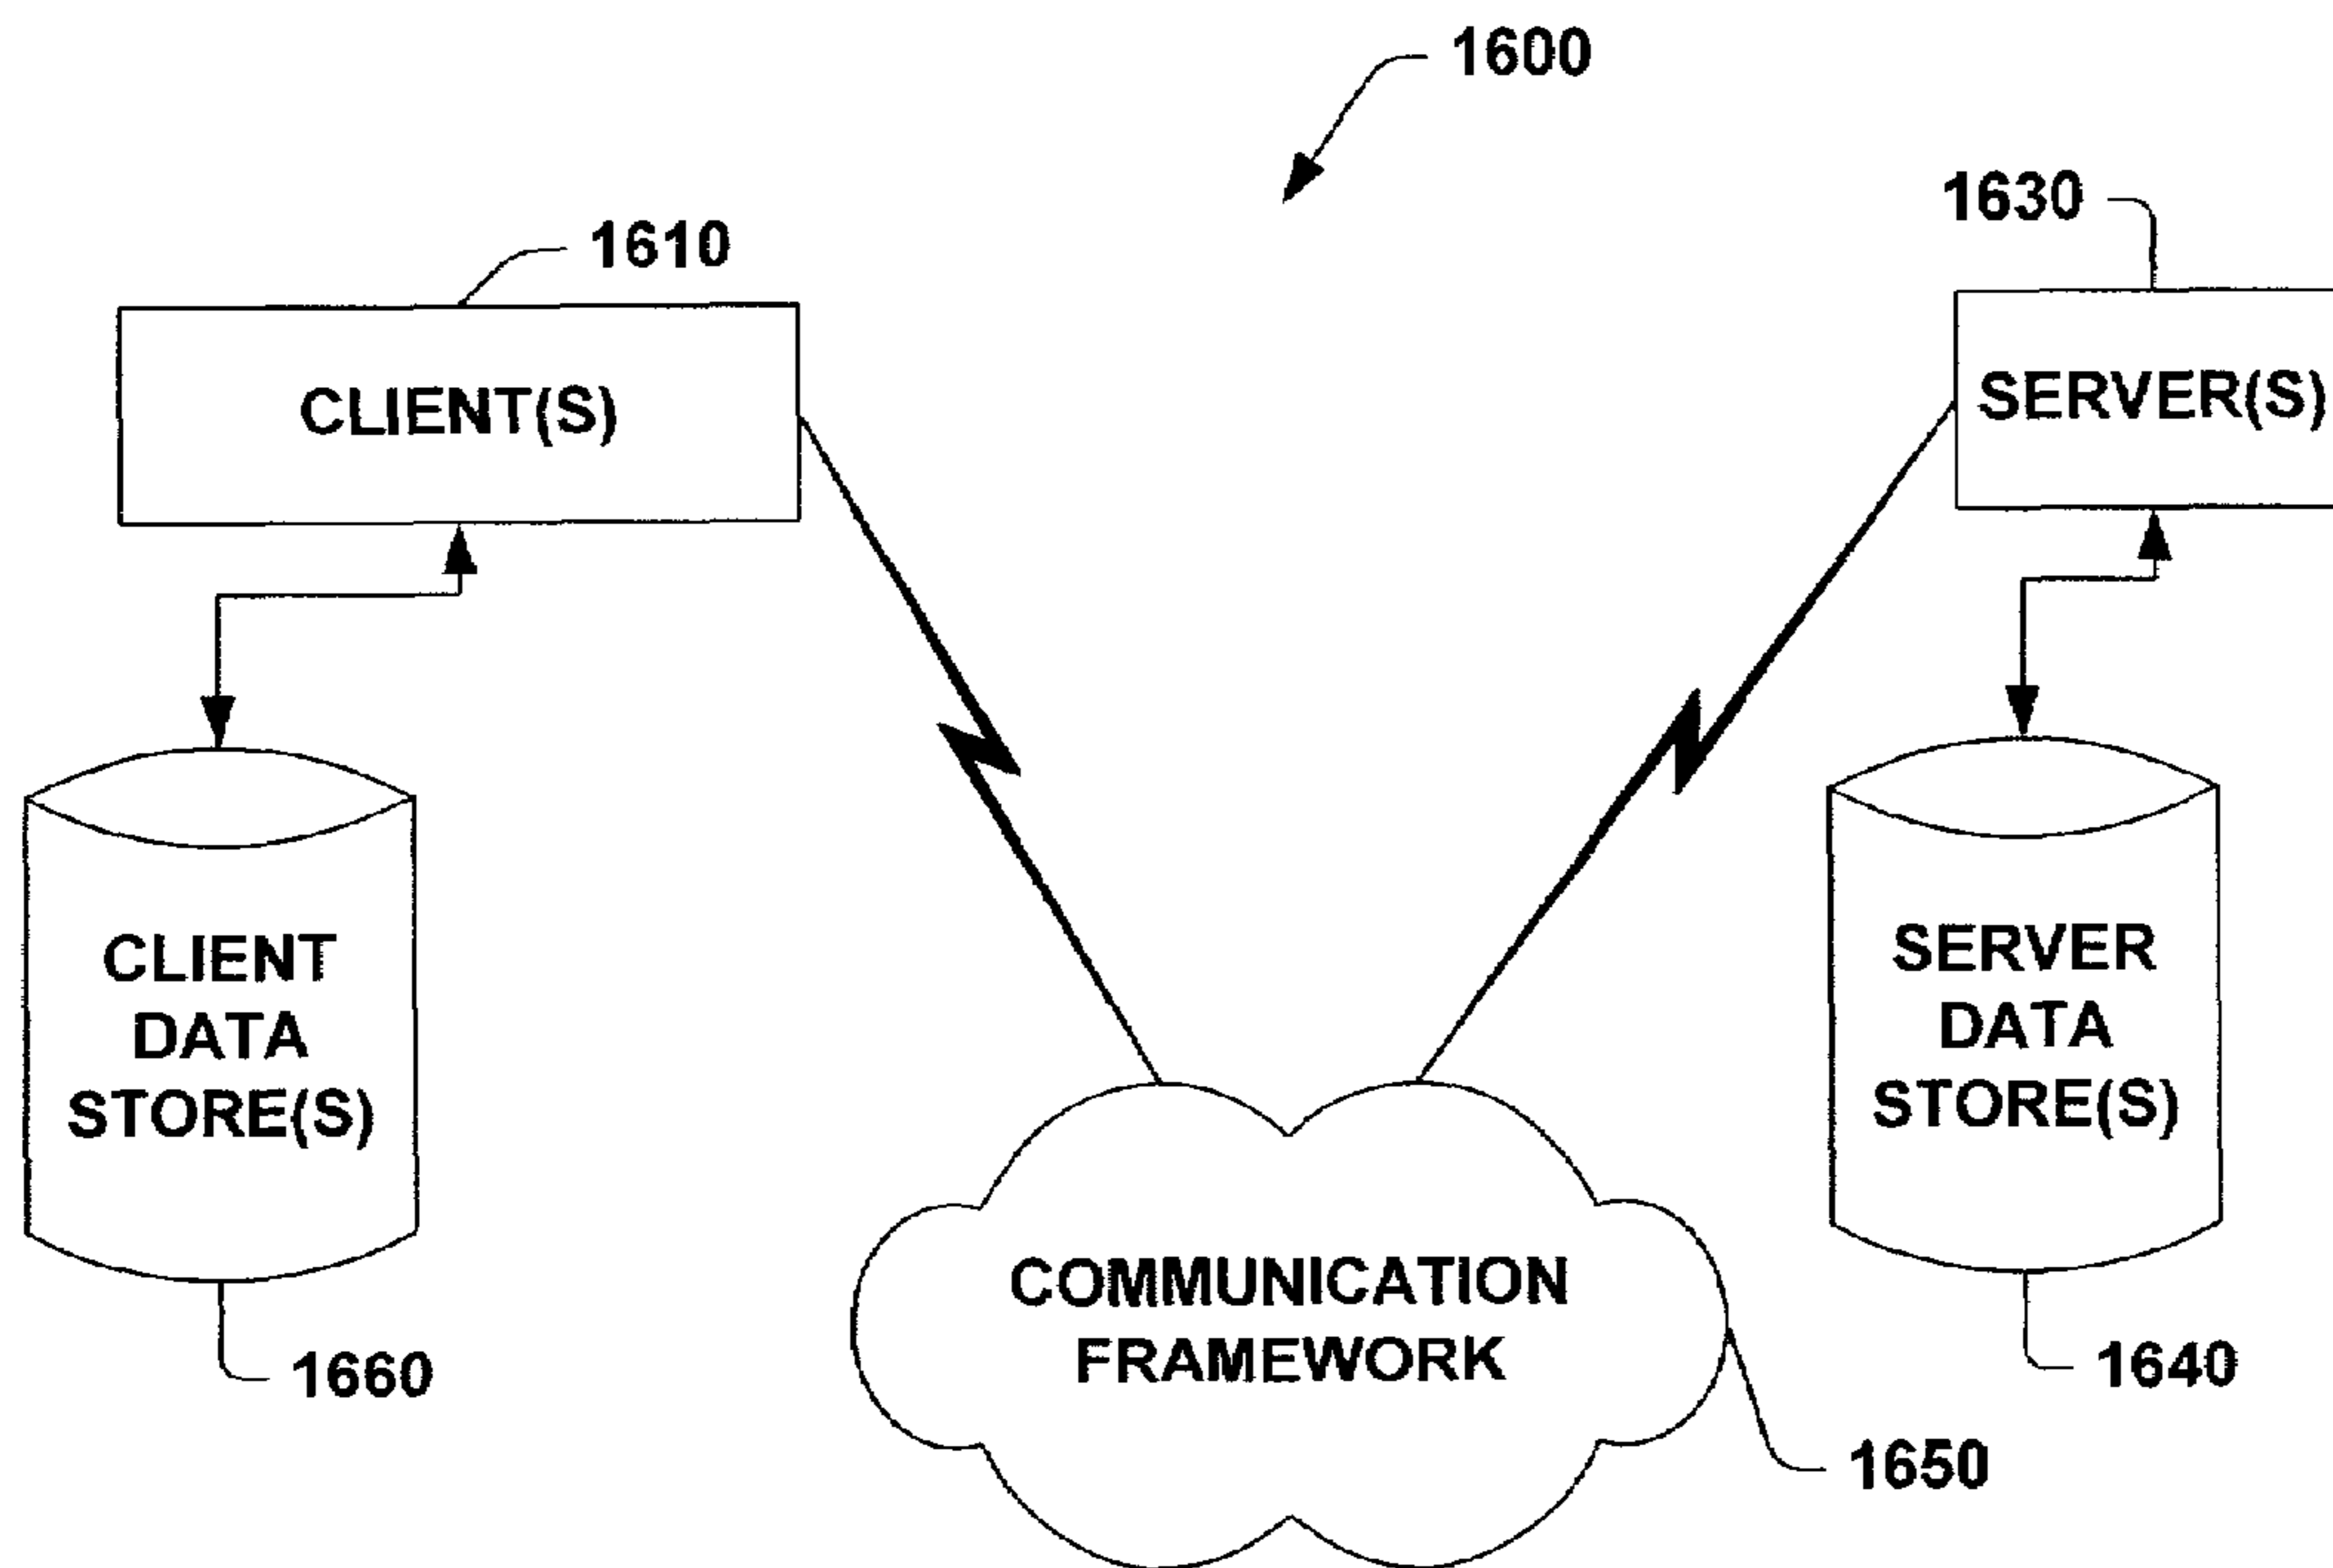 1600
1610
1630
CLIENT(S)
SERVER(S)
CLIENT
DATA
STORE(S)
SERVER
DATA
STORE(S)
COMMUNICATION
FRAMEWORK
1660
1640
1650